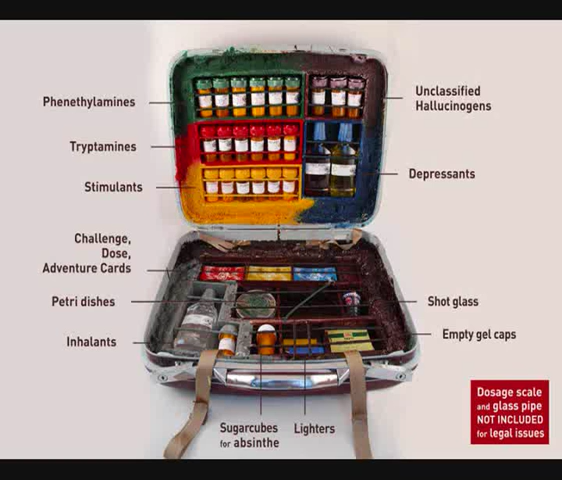 Phenethylamines
Unclassified
Hallucinogens
Tryptamines
Stimulants
Depressants
Challenge,
Dose,
Adventure Cards
Petri dishes
Shot glass
Inhalants
Empty gel caps
Sugarcubes
for absinthe
Lighters
Dosage scale
and glass pipe
NOT INCLUDED
for legal issues